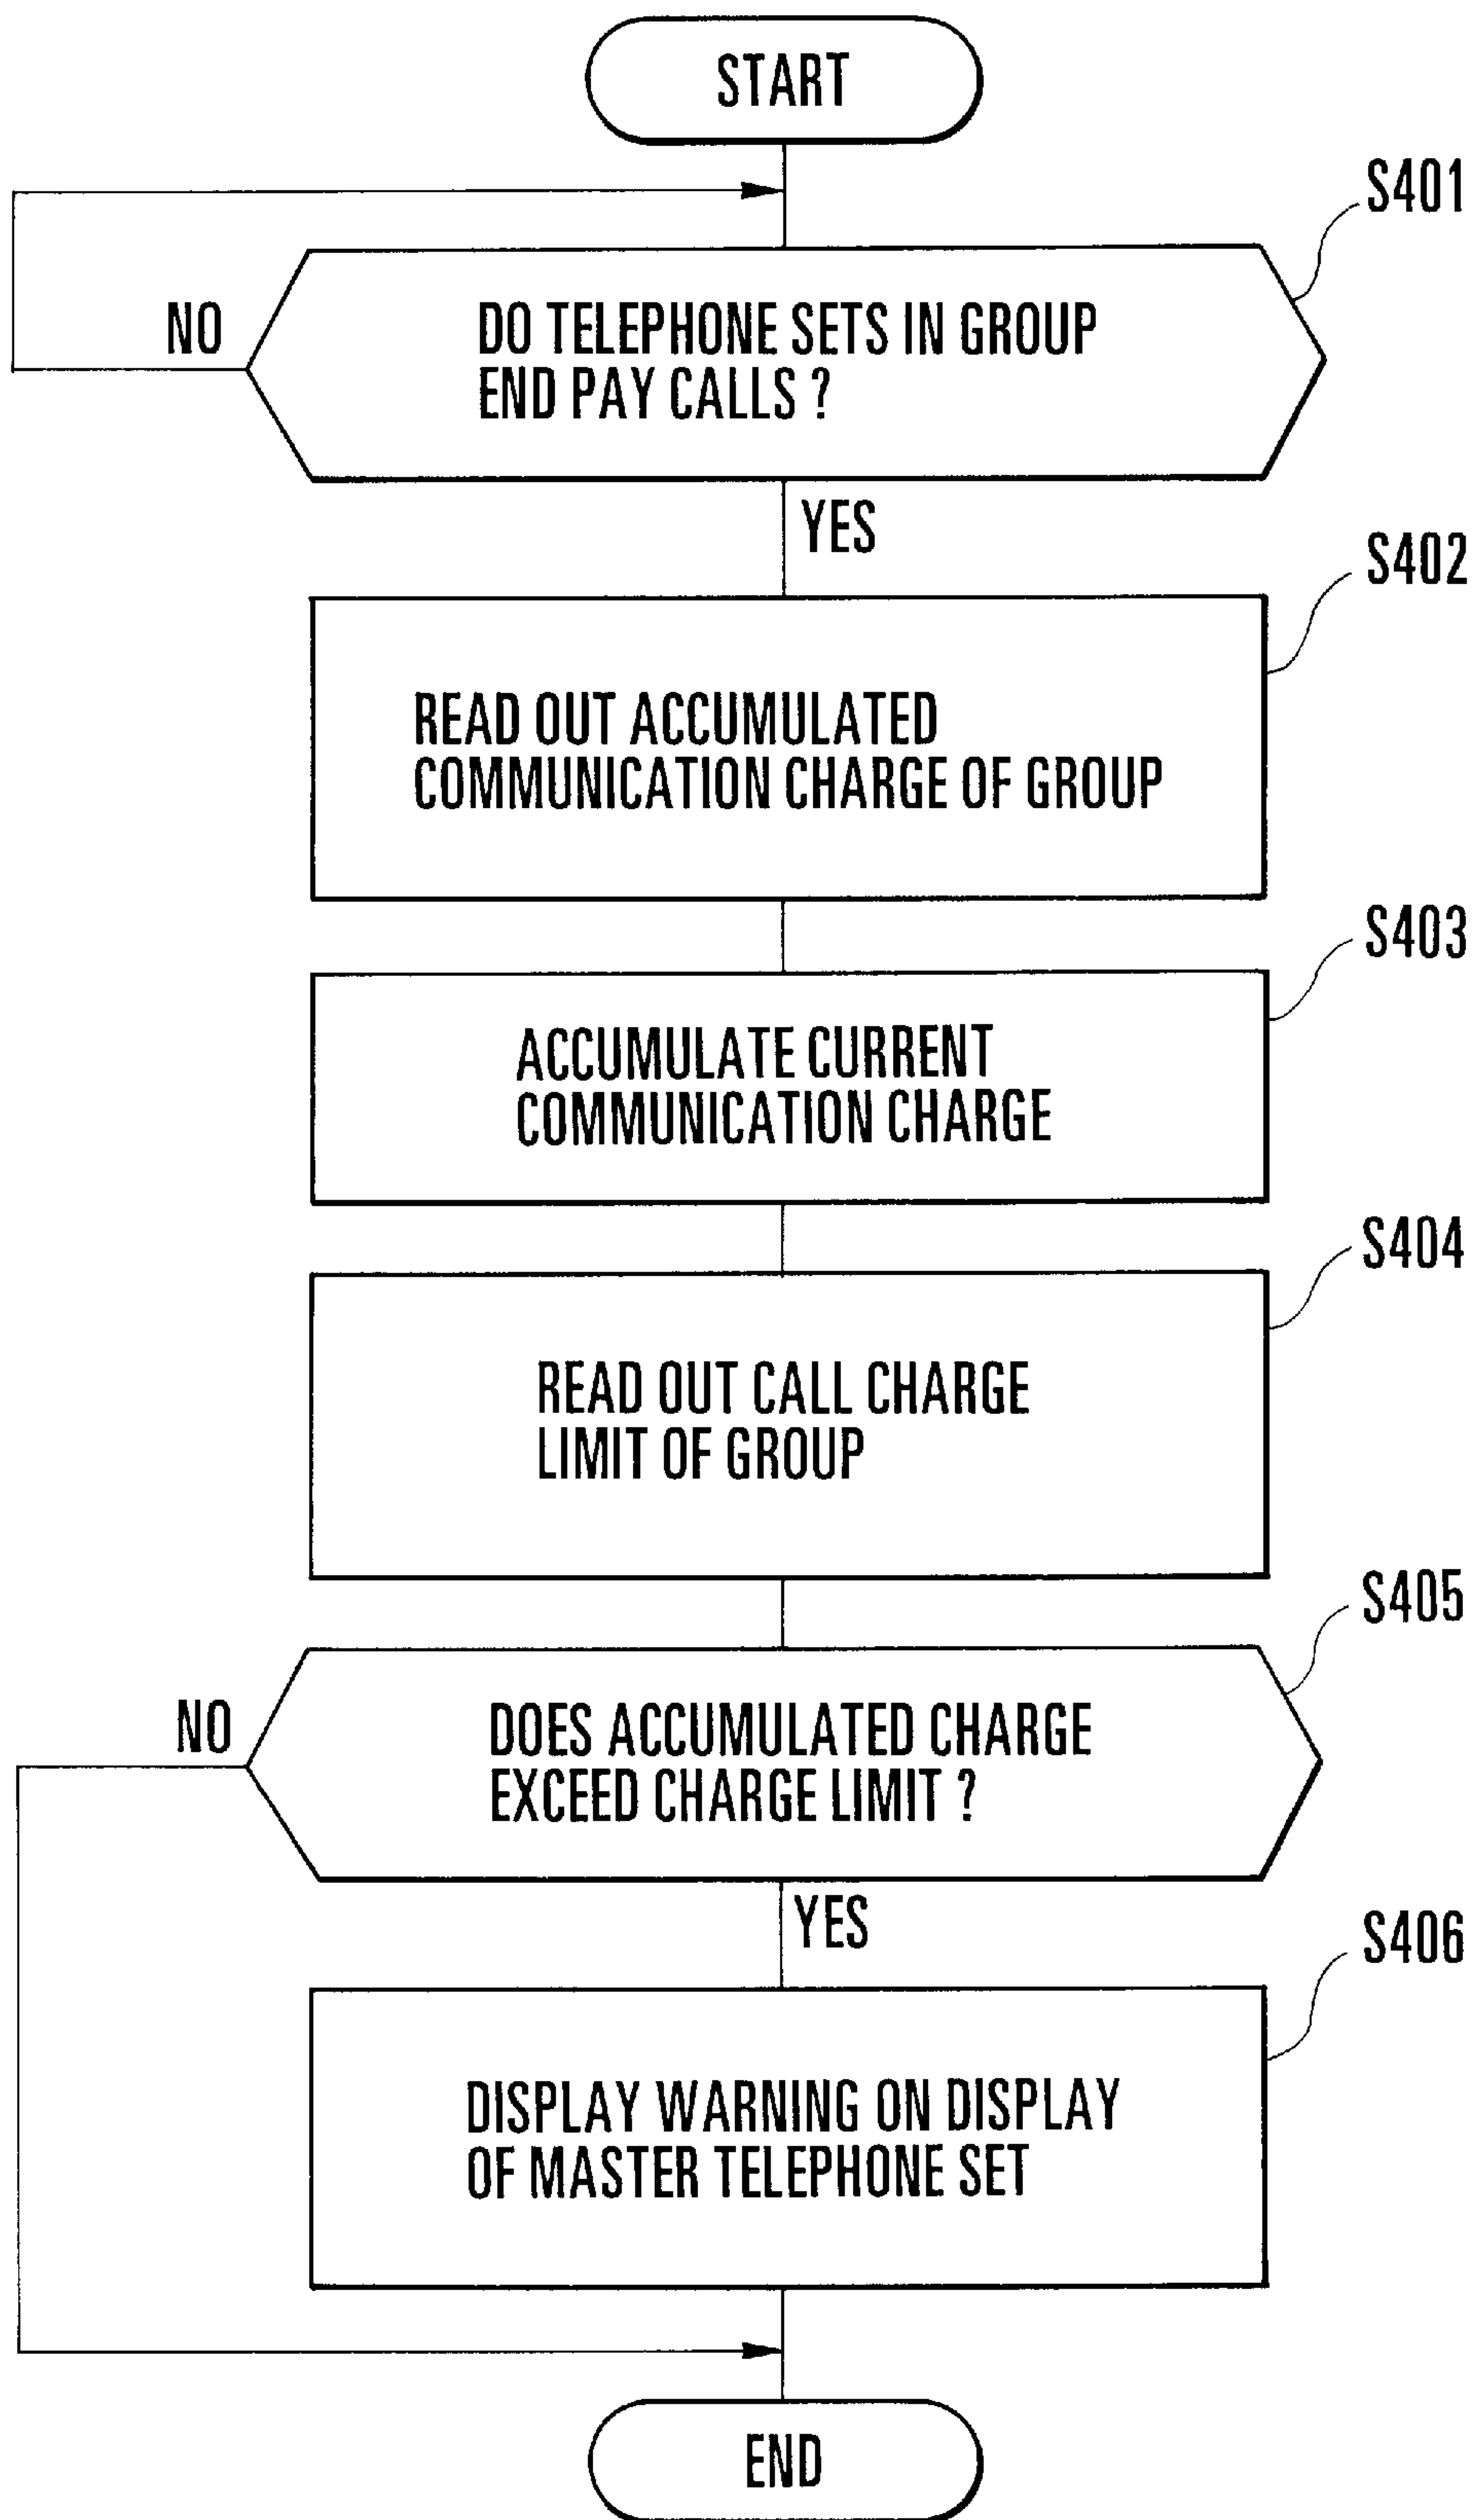 START
S401
NO
DO TELEPHONE SETS IN GROUP
END PAY CALLS ?
YES
S402
READ OUT ACCUMULATED
COMMUNICATION CHARGE OF GROUP
S403
ACCUMULATE CURRENT
COMMUNICATION CHARGE
S404
READ OUT CALL CHARGE
LIMIT OF GROUP
S405
NO
DOES ACCUMULATED CHARGE
EXCEED CHARGE LIMIT ?
YES
S406
DISPLAY WARNING ON DISPLAY
OF MASTER TELEPHONE SET
END